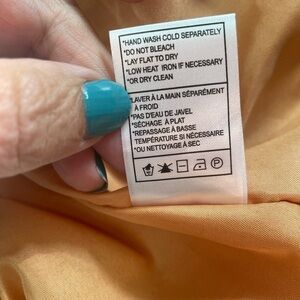 *HAND WASH COLD SEPARATELY
*DO NOT BLEACH
*LAY FLAT TO DRY
*LOW HEAT IRON IF NECESSARY
*OR DRY CLEAN
*LAVER À LA MAIN SÉPARÉMENT
À FROID
*PAS D'EAU DE JAVEL
*SÉCHAGE À PLAT
*REPASSAGE À BASSE
TEMPÉRATURE SI NÉCESSAIRE
*OU NETTOYAGE À SEC